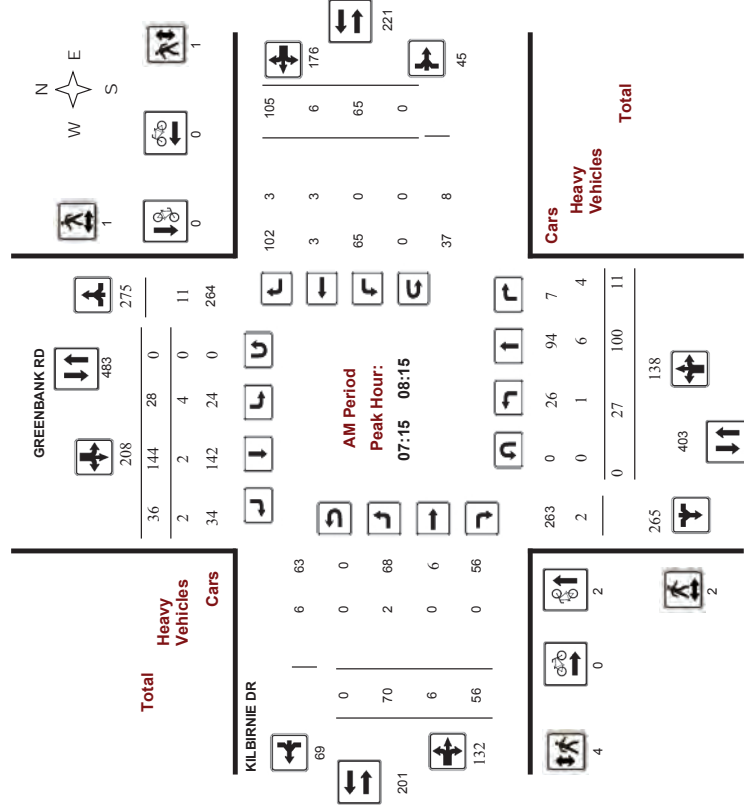 N
W E
S
1
1
0
0
GREENBANK RD
483
208
275
36 144 28 0
2 2 4 0 11
34 142 24 0 264
Total
Heavy
Vehicles
Cars
221
176
45
102 3 105
3 3 6
65 0 65
0 0 0
37 8
AM Period
Peak Hour:
07:15 08:15
KILBIRNIE DR
69
201
132
6 63
0 0 0
70 2 68
6 0 6
56 0 56
Cars
Heavy
Vehicles
Total
263 0 26 94 7
2 0 1 6 4
0 27 100 11
265
138
403
2
0
2
4